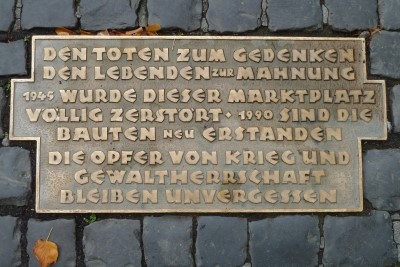 DEN TOTEN ZUM GEDENKEN
DEN LEBENDEN ZUR MAHNUNG
1945 WURDE DIESER MARKTPLATZ
VÖLLIG ZERSTÖRT · 1990 SIND DIE
BAUTEN NEU ERSTANDEN
DIE OPFER VON KRIEG UND
GEWALTHERRSCHAFT
BLEIBEN UNVERGESSEN